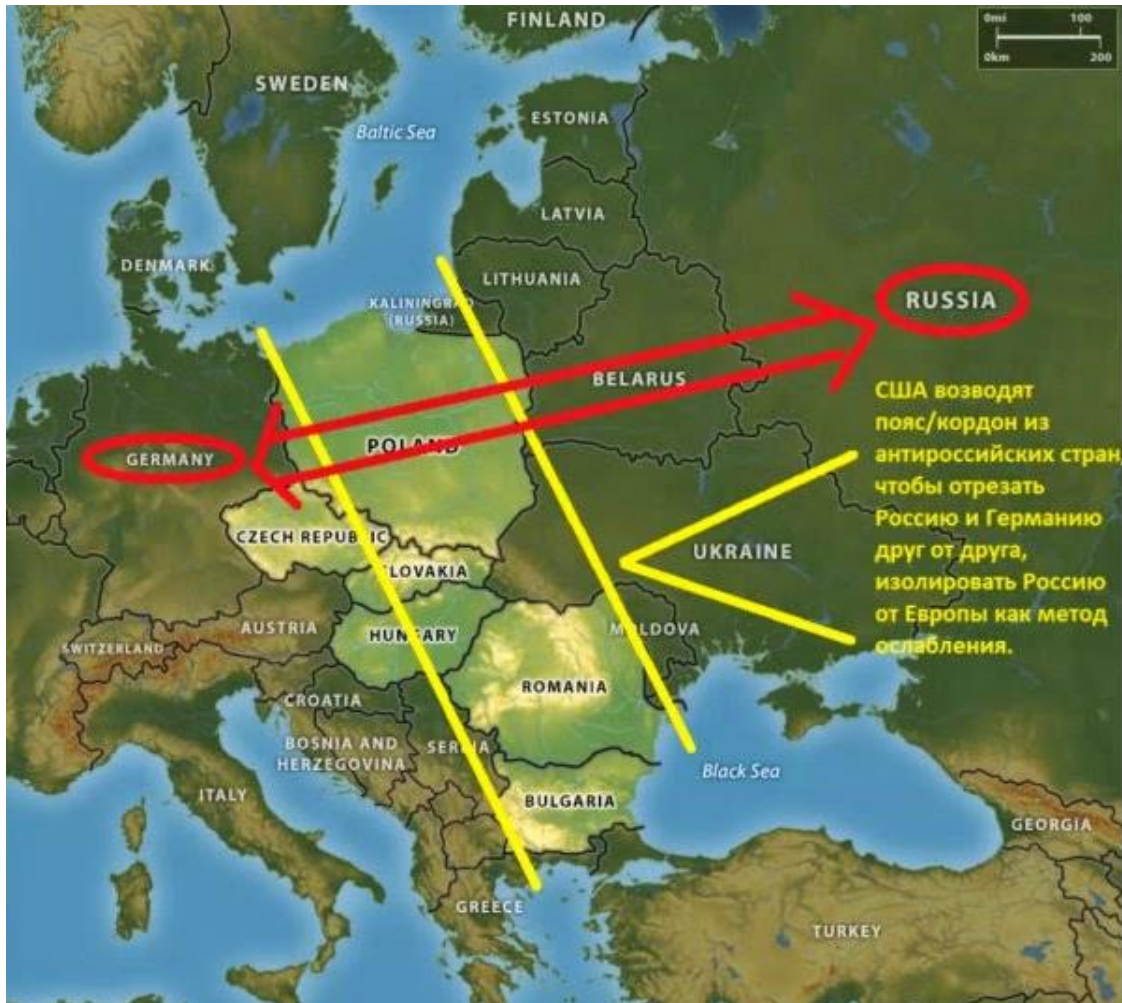 FINLAND
0mi 100
0km 200
SWEDEN
ESTONIA
Baltic Sea
LATVIA
DENMARK
LITHUANIA
KALININGRAD
(RUSSIA)
RUSSIA
BELARUS
США возводят
пояс/кордон из
антироссийских стран,
чтобы отрезать
Россию и Германию
друг от друга,
изолировать Россию
от Европы как метод
ослабления.
POLAND
GERMANY
CZECH REPUBLIC
UKRAINE
SLOVAKIA
AUSTRIA
HUNGARY
MOLDOVA
SWITZERLAND
ROMANIA
CROATIA
BOSNIA AND
HERZEGOVINA
SERBIA
Black Sea
ITALY
BULGARIA
GEORGIA
GREECE
TURKEY